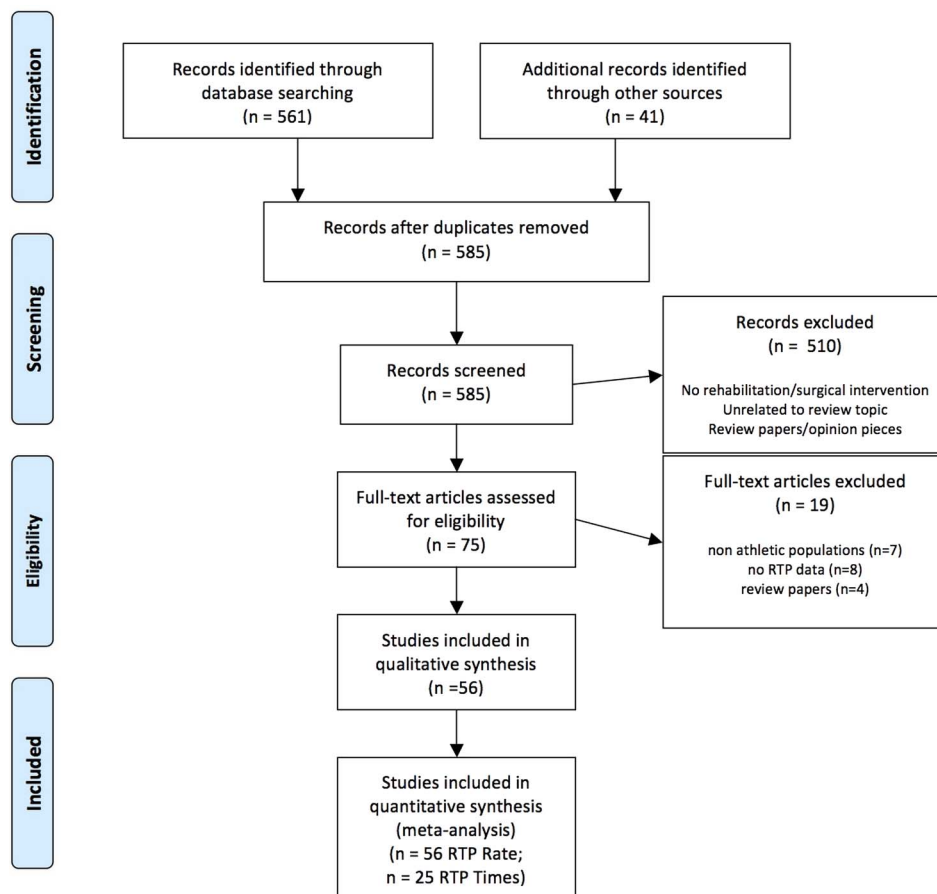 Identification
Records identified through
database searching
(n = 561)
Additional records identified
through other sources
(n = 41)
Records after duplicates removed
(n = 585)
Screening
Records screened
(n = 585)
Records excluded
(n =  510)
No rehabilitation/surgical intervention
Unrelated to review topic
Review papers/opinion pieces
Eligibility
Full-text articles assessed
for eligibility
(n = 75)
Full-text articles excluded
(n = 19)
non athletic populations (n=7)
no RTP data (n=8)
review papers (n=4)
Studies included in
qualitative synthesis
(n =56)
Included
Studies included in
quantitative synthesis
(meta-analysis)
(n = 56 RTP Rate;
n = 25 RTP Times)